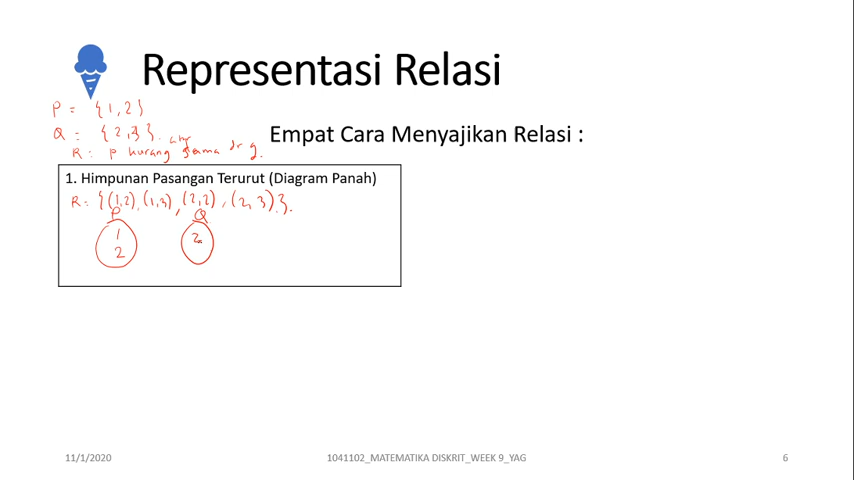 Representasi Relasi
P = {1,2}
Q = {2,3}.
Empat Cara Menyajikan Relasi :
R : p kurang sama dr q.
1. Himpunan Pasangan Terurut (Diagram Panah)
R = {(1,2), (1,3), (2,2), (2,3)}.
P Q
1 2
2
11/1/2020 1041102_MATEMATIKA DISKRIT_WEEK 9_YAG 6